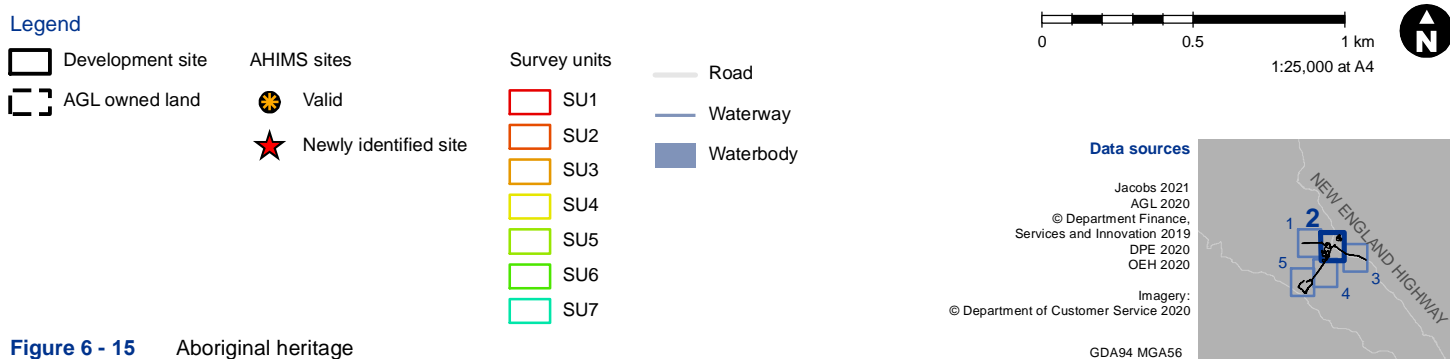 Legend
Development site
AGL owned land
AHIMS sites
Valid
Newly identified site
Survey units
SU1
SU2
SU3
SU4
SU5
SU6
SU7
Road
Waterway
Waterbody
0 0.5 1 km
1:25,000 at A4
N
Data sources
Jacobs 2021
AGL 2020
© Department Finance,
Services and Innovation 2019
DPE 2020
OEH 2020
Imagery:
© Department of Customer Service 2020
GDA94 MGA56
NEW ENGLAND HIGHWAY
1
2
3
4
5
Figure 6 - 15 Aboriginal heritage